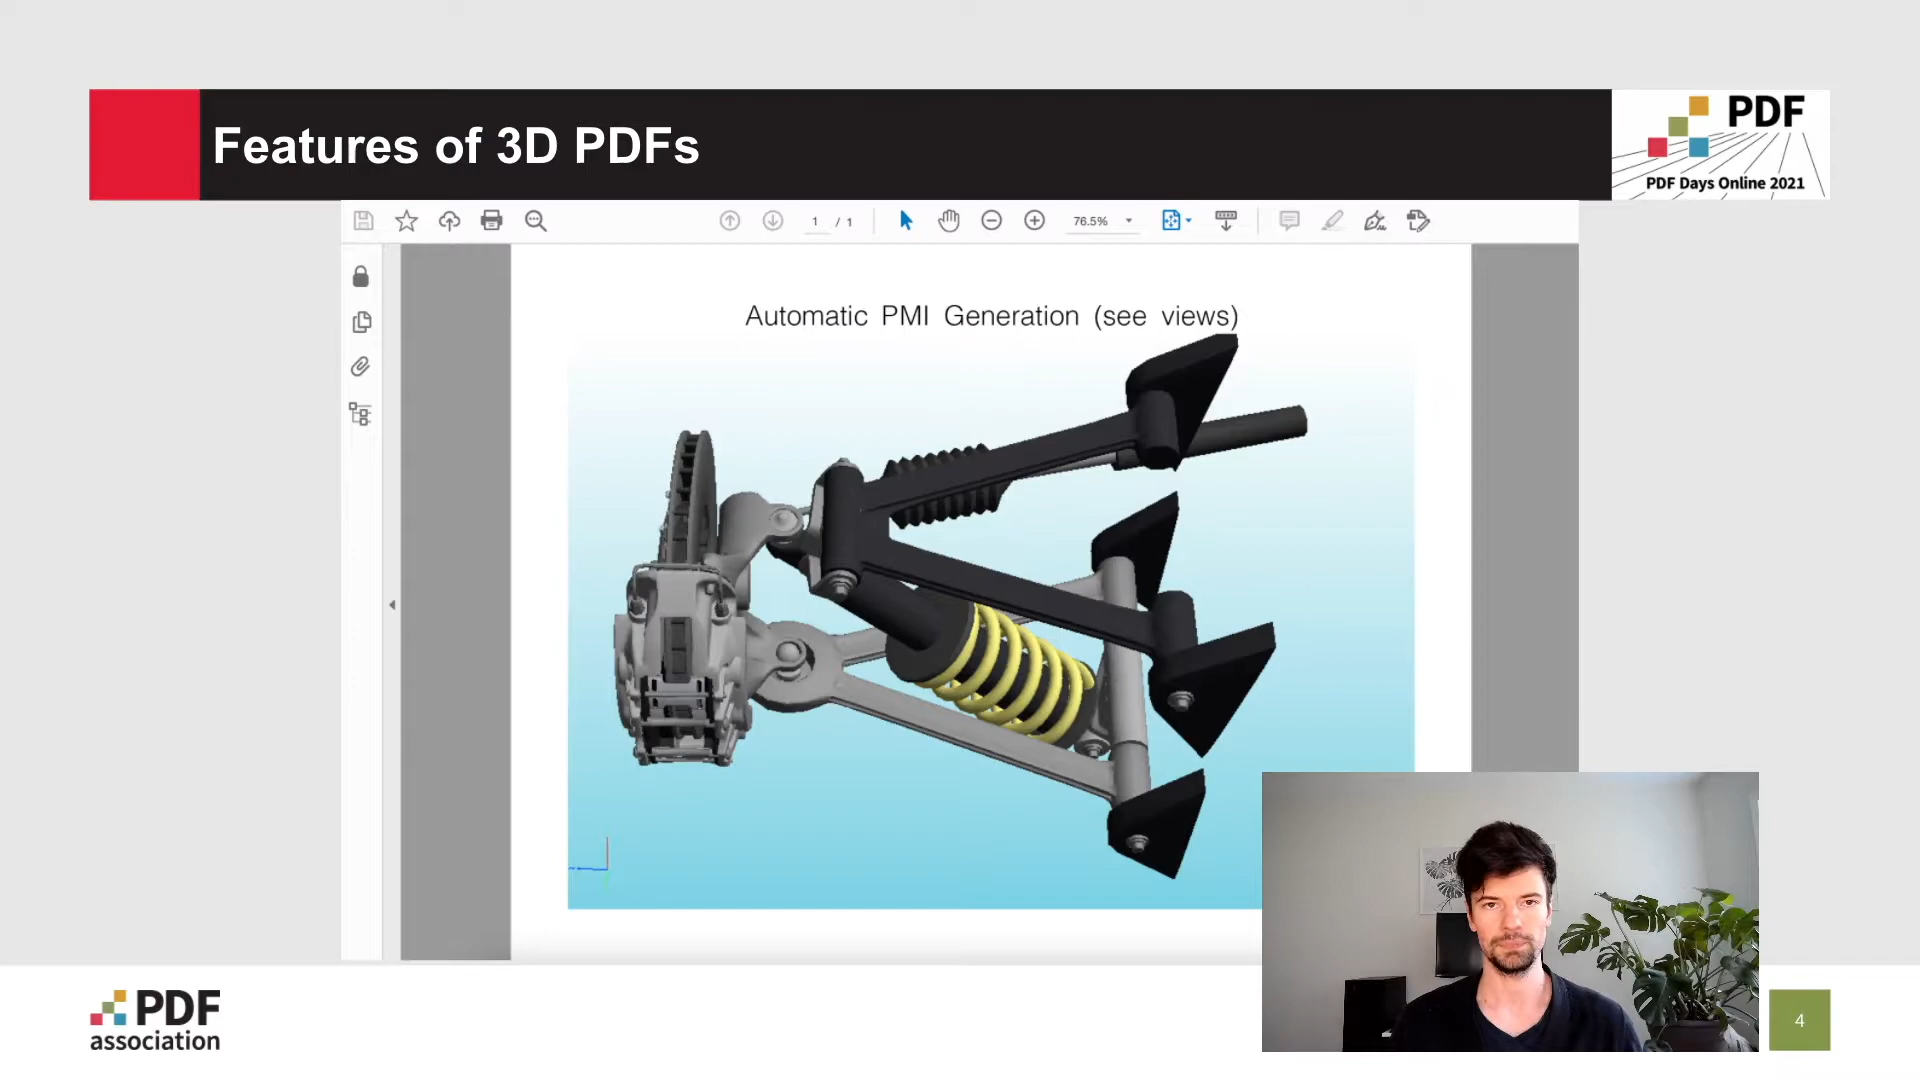 Features of 3D PDFs
PDF
PDF Days Online 2021
1 / 1
76.5%
Automatic PMI Generation (see views)
PDF
association
4